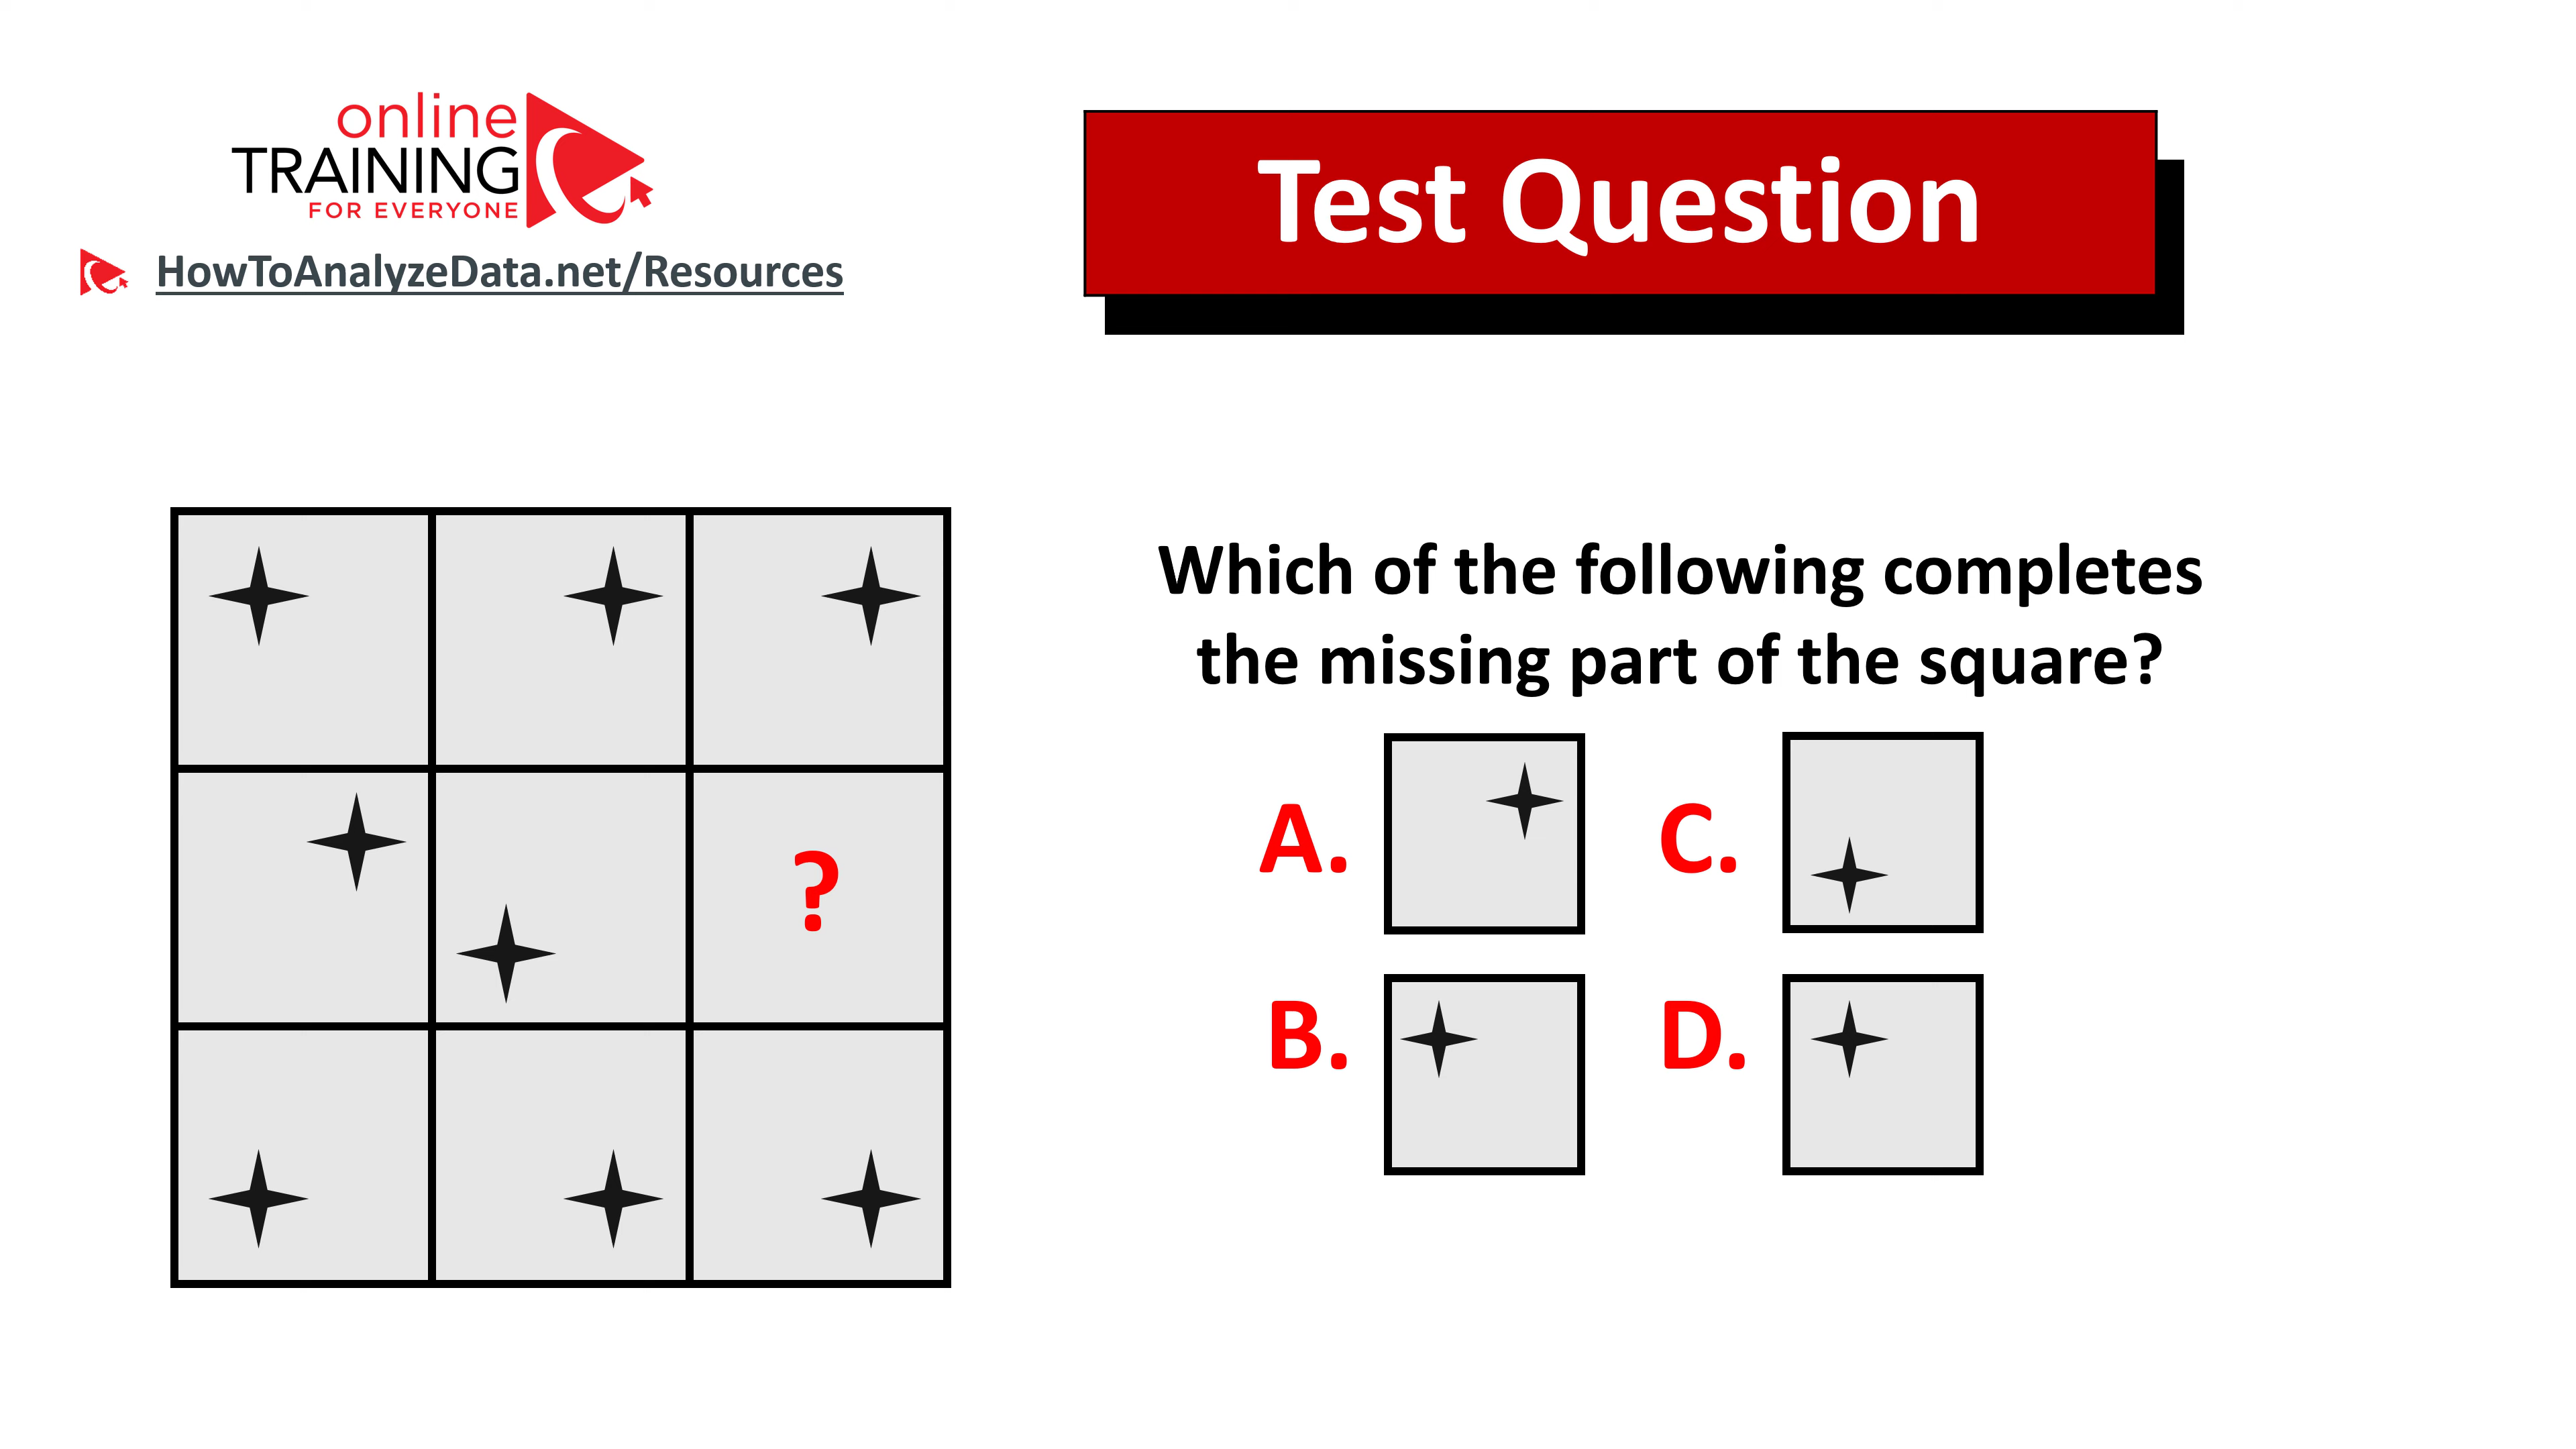 online
TRAINING
FOR EVERYONE
HowToAnalyzeData.net/Resources
Test Question
Which of the following completes
the missing part of the square?
?
A.
C.
B.
D.